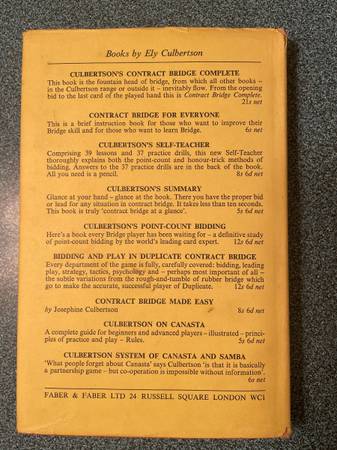 Books by Ely Culbertson
CULBERTSON'S CONTRACT BRIDGE COMPLETE
This book is the fountain head of bridge, from which all other books –
in the Culbertson range or outside it – inevitably flow. From the opening
bid to the last card of the played hand this is Contract Bridge Complete.
21s net
CONTRACT BRIDGE FOR EVERYONE
This is a brief instruction book for those who want to improve their
Bridge skill and for those who want to learn Bridge. 6s net
CULBERTSON'S SELF-TEACHER
Comprising 39 lessons and 37 practice drills, this new Self-Teacher
thoroughly explains both the point-count and honour-trick methods of
bidding. Answers to the 37 practice drills are in the back of the book.
All you need is a pencil. 8s 6d net
CULBERTSON'S SUMMARY
Glance at your hand – glance at the book. There you have the proper bid
or lead for any situation in contract bridge. It takes less than ten seconds.
This book is truly 'contract bridge at a glance'. 5s 6d net
CULBERTSON'S POINT-COUNT BIDDING
Here's a book every Bridge player has been waiting for – a definitive study
of point-count bidding by the world's leading card expert. 12s 6d net
BIDDING AND PLAY IN DUPLICATE CONTRACT BRIDGE
Every department of the game is fully, carefully covered: bidding, leading
play, strategy, tactics, psychology and – perhaps most important of all –
the subtle variations from the rough-and-tumble of rubber bridge which
go to make the accurate, successful player of Duplicate. 12s 6d net
CONTRACT BRIDGE MADE EASY
by Josephine Culbertson 8s 6d net
CULBERTSON ON CANASTA
A complete guide for beginners and advanced players – illustrated – princi-
ples of practice and play – Rules. 5s 6d net
CULBERTSON SYSTEM OF CANASTA AND SAMBA
'What people forget about Canasta' says Culbertson 'is that it is basically
a partnership game – but co-operation is impossible without information'.
6s net
FABER & FABER LTD 24 RUSSELL SQUARE LONDON WC1